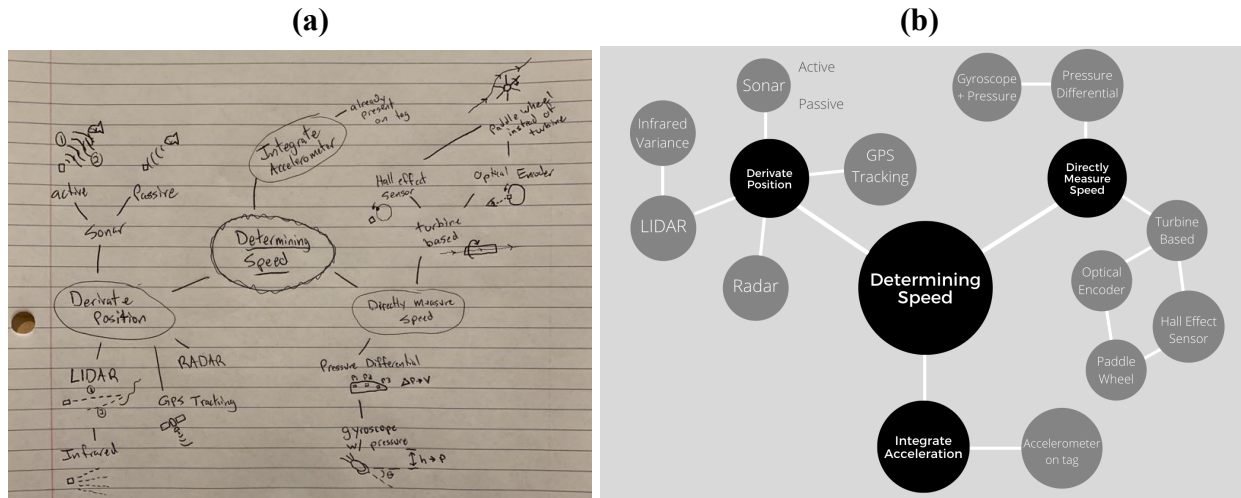 (a)
already
present
on tag
Integrate
Accelerometer
Paddle wheel
instead of
turbine
active
Passive
Sonar
Hall effect
sensor
Optical Encoder
turbine
based
Determining
Speed
Derivate
Position
Directly Measure
Speed
LIDAR
RADAR
GPS Tracking
Infrared
Pressure Differential
P1 P2 P3
ΔP→V
gyroscope
w/ pressure
h→P
θ
(b)
Sonar
Active
Passive
Infrared
Variance
Derivate
Position
GPS
Tracking
LIDAR
Radar
Gyroscope
+ Pressure
Pressure
Differential
Directly
Measure
Speed
Turbine
Based
Optical
Encoder
Hall Effect
Sensor
Paddle
Wheel
Determining
Speed
Integrate
Acceleration
Accelerometer
on tag